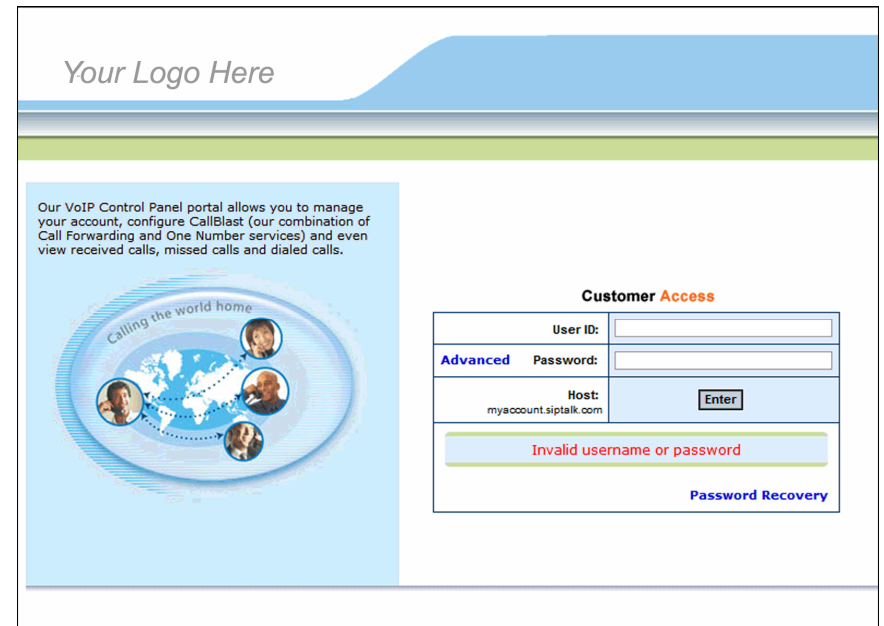 Your Logo Here
Our VoIP Control Panel portal allows you to manage
your account, configure CallBlast (our combination of
Call Forwarding and One Number services) and even
view received calls, missed calls and dialed calls.
Calling the world home
Customer Access
User ID:
Advanced Password:
Host:
myaccount.siptalk.com
Enter
Invalid username or password
Password Recovery